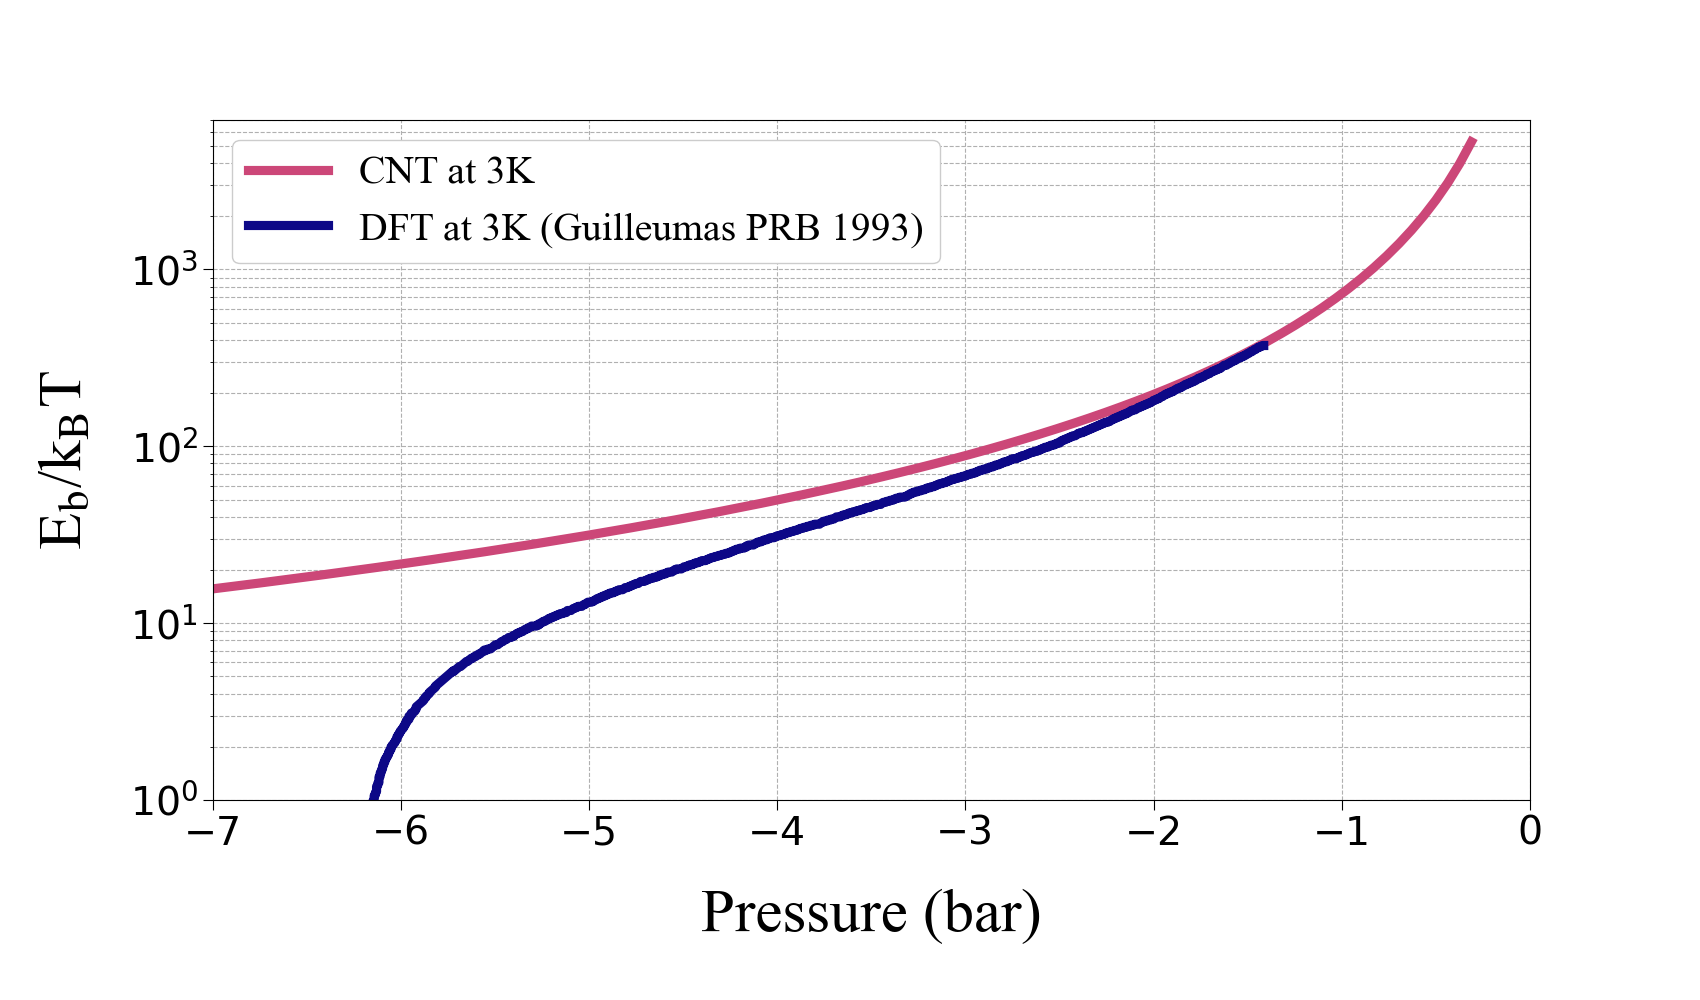 CNT at 3K
DFT at 3K (Guilleumas PRB 1993)
E_b/k_BT
10³
10²
10¹
10⁰
−7 −6 −5 −4 −3 −2 −1 0
Pressure (bar)